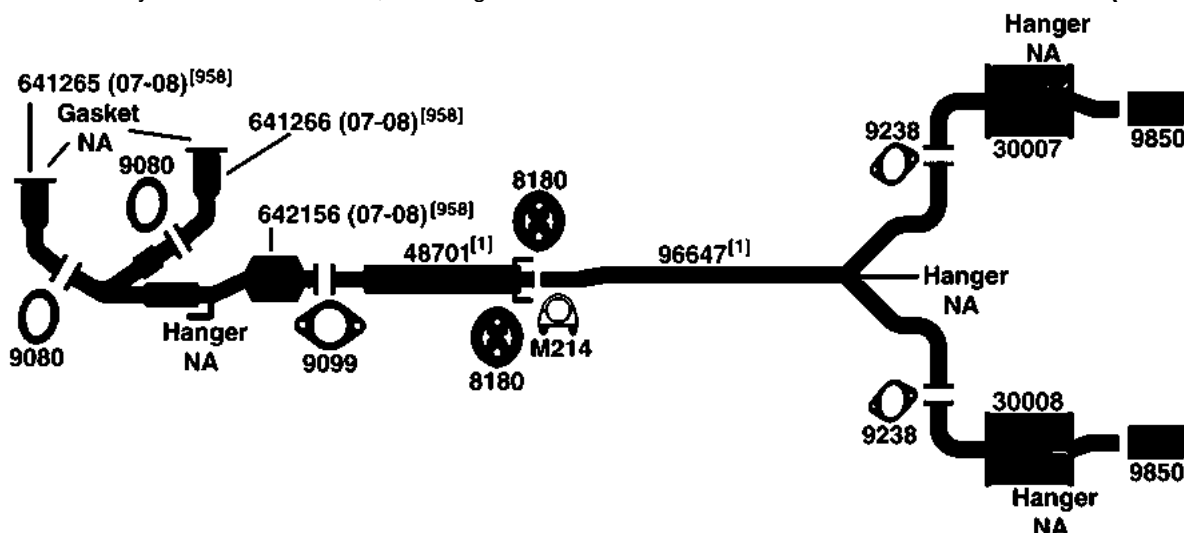 Hanger
NA
641265 (07-08)[958]
Gasket
NA
641266 (07-08)[958]
9080
9238
30007
9850
8180
642156 (07-08)[958]
48701[1]
96647[1]
Hanger
NA
Hanger
NA
9080
9099
M214
8180
30008
9238
9850
Hanger
NA